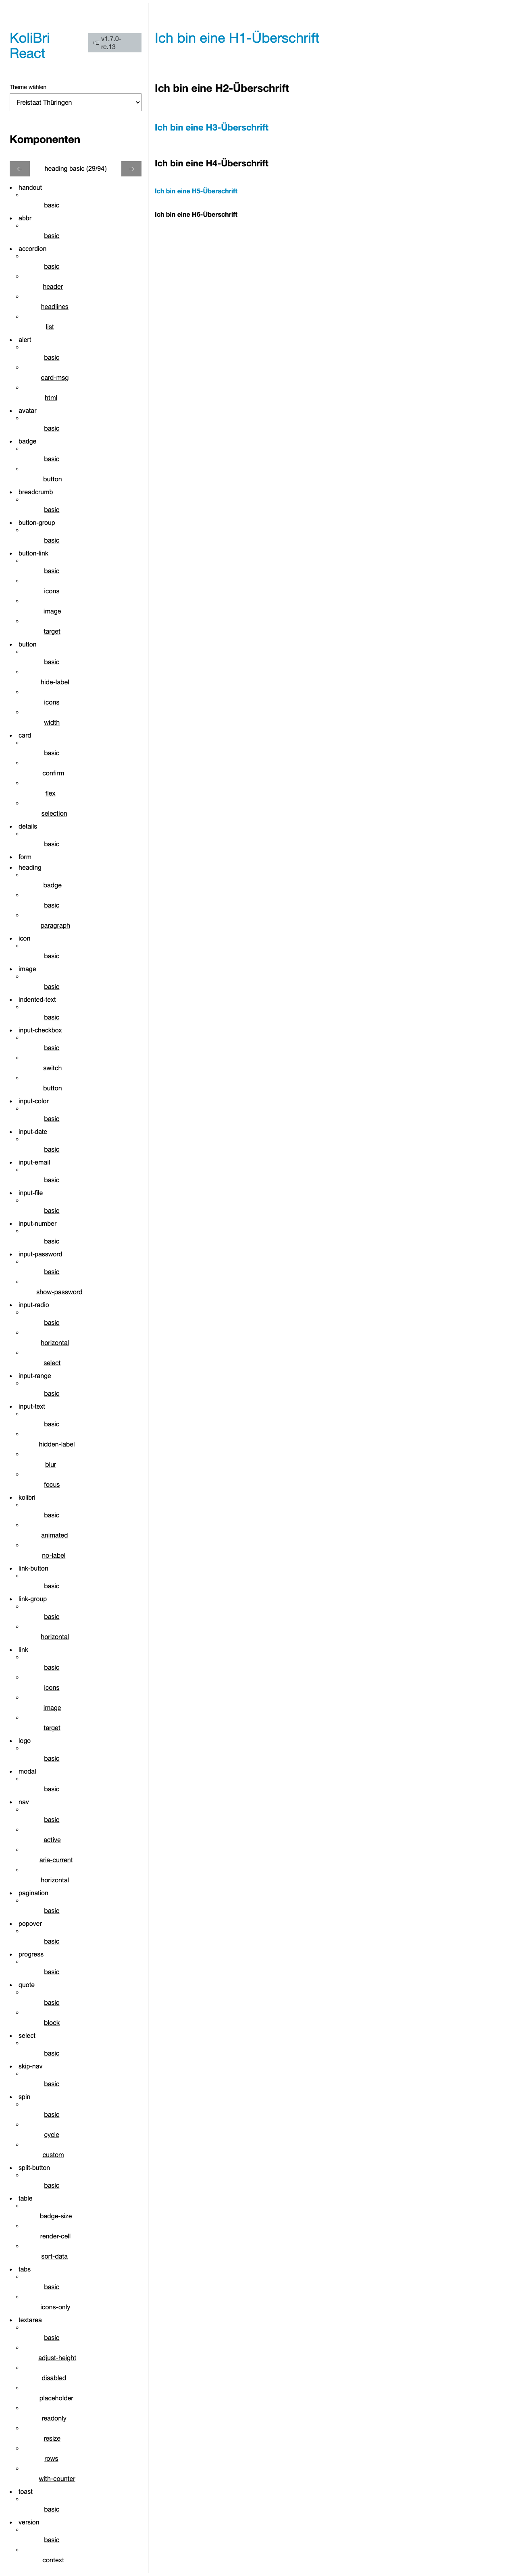 KoliBri
React
v1.7.0-
rc.13
Theme wählen
Freistaat Thüringen
Komponenten
heading basic (29/94)
handout
basic
abbr
basic
accordion
basic
header
headlines
list
alert
basic
card-msg
html
avatar
basic
badge
basic
button
breadcrumb
basic
button-group
basic
button-link
basic
icons
image
target
button
basic
hide-label
icons
width
card
basic
confirm
flex
selection
details
basic
form
heading
badge
basic
paragraph
icon
basic
image
basic
indented-text
basic
input-checkbox
basic
switch
button
input-color
basic
input-date
basic
input-email
basic
input-file
basic
input-number
basic
input-password
basic
show-password
input-radio
basic
horizontal
select
input-range
basic
input-text
basic
hidden-label
blur
focus
kolibri
basic
animated
no-label
link-button
basic
link-group
basic
horizontal
link
basic
icons
image
target
logo
basic
modal
basic
nav
basic
active
aria-current
horizontal
pagination
basic
popover
basic
progress
basic
quote
basic
block
select
basic
skip-nav
basic
spin
basic
cycle
custom
split-button
basic
table
badge-size
render-cell
sort-data
tabs
basic
icons-only
textarea
basic
adjust-height
disabled
placeholder
readonly
resize
rows
with-counter
toast
basic
version
basic
context
Ich bin eine H1-Überschrift
Ich bin eine H2-Überschrift
Ich bin eine H3-Überschrift
Ich bin eine H4-Überschrift
Ich bin eine H5-Überschrift
Ich bin eine H6-Überschrift